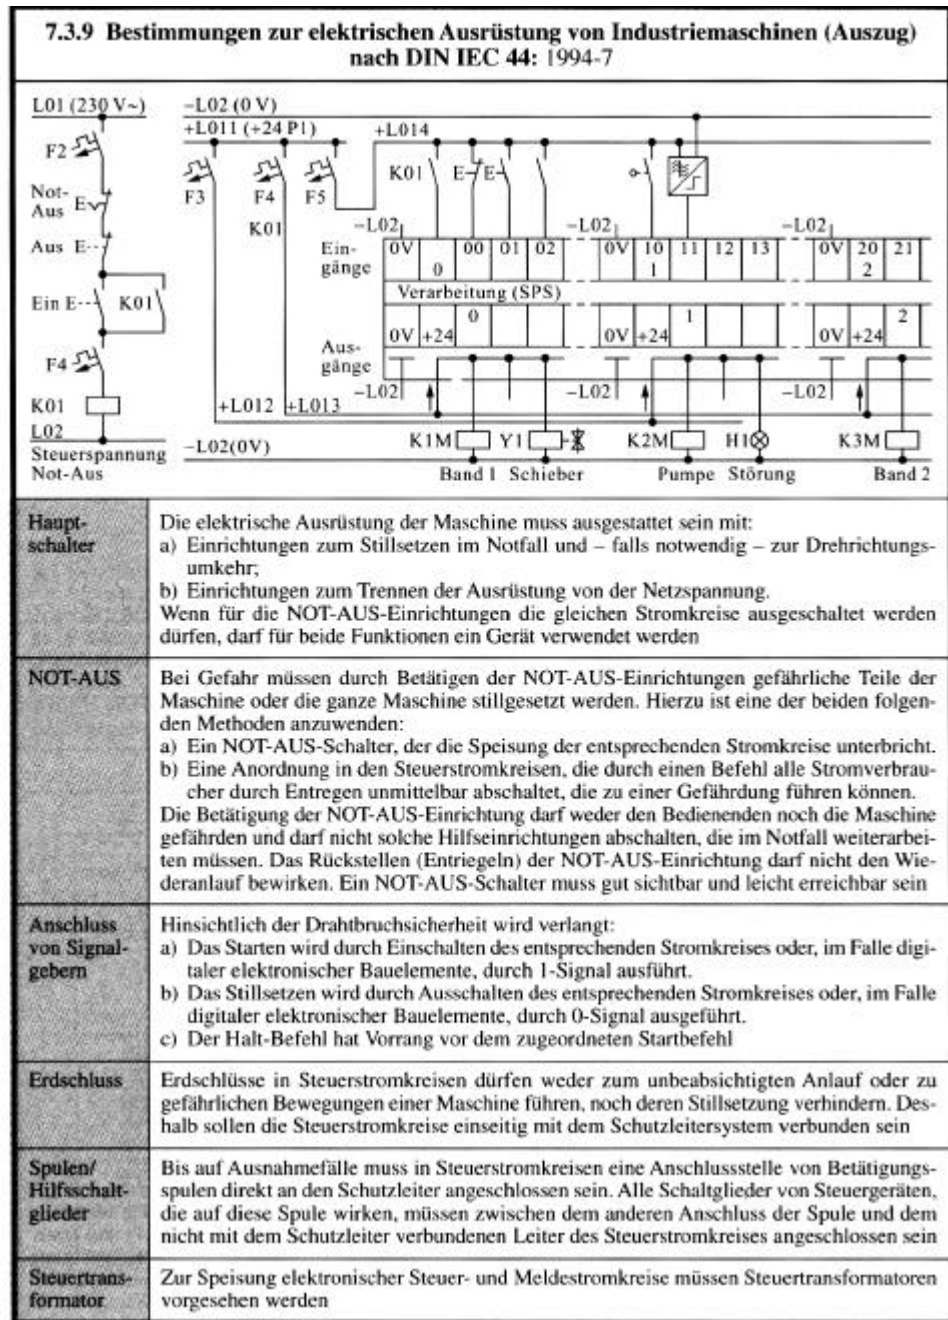 7.3.9 Bestimmungen zur elektrischen Ausrüstung von Industriemaschinen (Auszug)
nach DIN IEC 44: 1994-7
L01 (230 V~)
−L02 (0 V)
+L011 (+24 P1)
+L014
F2
F3
F4
F5
K01
E
E
K01
Not-
Aus
E
Aus E
Ein E
K01
F4
K01
L02
Steuerspannung
Not-Aus
−L02
−L02
−L02
Ein-
gänge
0V
00
01
02
0
0V
10
11
12
13
1
0V
20
21
2
Verarbeitung (SPS)
0
1
2
Aus-
gänge
0V
+24
0V
+24
0V
+24
−L02
−L02
−L02
+L012
+L013
−L02(0V)
K1M
Y1
K2M
H1
K3M
Band 1
Schieber
Pumpe
Störung
Band 2
Haupt-
schalter
Die elektrische Ausrüstung der Maschine muss ausgestattet sein mit:
a) Einrichtungen zum Stillsetzen im Notfall und – falls notwendig – zur Drehrichtungs-
umkehr;
b) Einrichtungen zum Trennen der Ausrüstung von der Netzspannung.
Wenn für die NOT-AUS-Einrichtungen die gleichen Stromkreise ausgeschaltet werden
dürfen, darf für beide Funktionen ein Gerät verwendet werden
NOT-AUS
Bei Gefahr müssen durch Betätigen der NOT-AUS-Einrichtungen gefährliche Teile der
Maschine oder die ganze Maschine stillgesetzt werden. Hierzu ist eine der beiden folgen-
den Methoden anzuwenden:
a) Ein NOT-AUS-Schalter, der die Speisung der entsprechenden Stromkreise unterbricht.
b) Eine Anordnung in den Steuerstromkreisen, die durch einen Befehl alle Stromverbrau-
cher durch Entregen unmittelbar abschaltet, die zu einer Gefährdung führen können.
Die Betätigung der NOT-AUS-Einrichtung darf weder den Bedienenden noch die Maschine
gefährden und darf nicht solche Hilfseinrichtungen abschalten, die im Notfall weiterarbei-
ten müssen. Das Rückstellen (Entriegeln) der NOT-AUS-Einrichtung darf nicht den Wie-
deranlauf bewirken. Ein NOT-AUS-Schalter muss gut sichtbar und leicht erreichbar sein
Anschluss
von Signal-
gebern
Hinsichtlich der Drahtbruchsicherheit wird verlangt:
a) Das Starten wird durch Einschalten des entsprechenden Stromkreises oder, im Falle digi-
taler elektronischer Bauelemente, durch 1-Signal ausführt.
b) Das Stillsetzen wird durch Ausschalten des entsprechenden Stromkreises oder, im Falle
digitaler elektronischer Bauelemente, durch 0-Signal ausgeführt.
c) Der Halt-Befehl hat Vorrang vor dem zugeordneten Startbefehl
Erdschluss
Erdschlüsse in Steuerstromkreisen dürfen weder zum unbeabsichtigten Anlauf oder zu
gefährlichen Bewegungen einer Maschine führen, noch deren Stillsetzung verhindern. Des-
halb sollen die Steuerstromkreise einseitig mit dem Schutzleitersystem verbunden sein
Spulen/
Hilfsschalt-
glieder
Bis auf Ausnahmefälle muss in Steuerstromkreisen eine Anschlussstelle von Betätigungs-
spulen direkt an den Schutzleiter angeschlossen sein. Alle Schaltglieder von Steuergeräten,
die auf diese Spule wirken, müssen zwischen dem anderen Anschluss der Spule und dem
nicht mit dem Schutzleiter verbundenen Leiter des Steuerstromkreises angeschlossen sein
Steuertrans-
formator
Zur Speisung elektronischer Steuer- und Meldestromkreise müssen Steuertransformatoren
vorgesehen werden